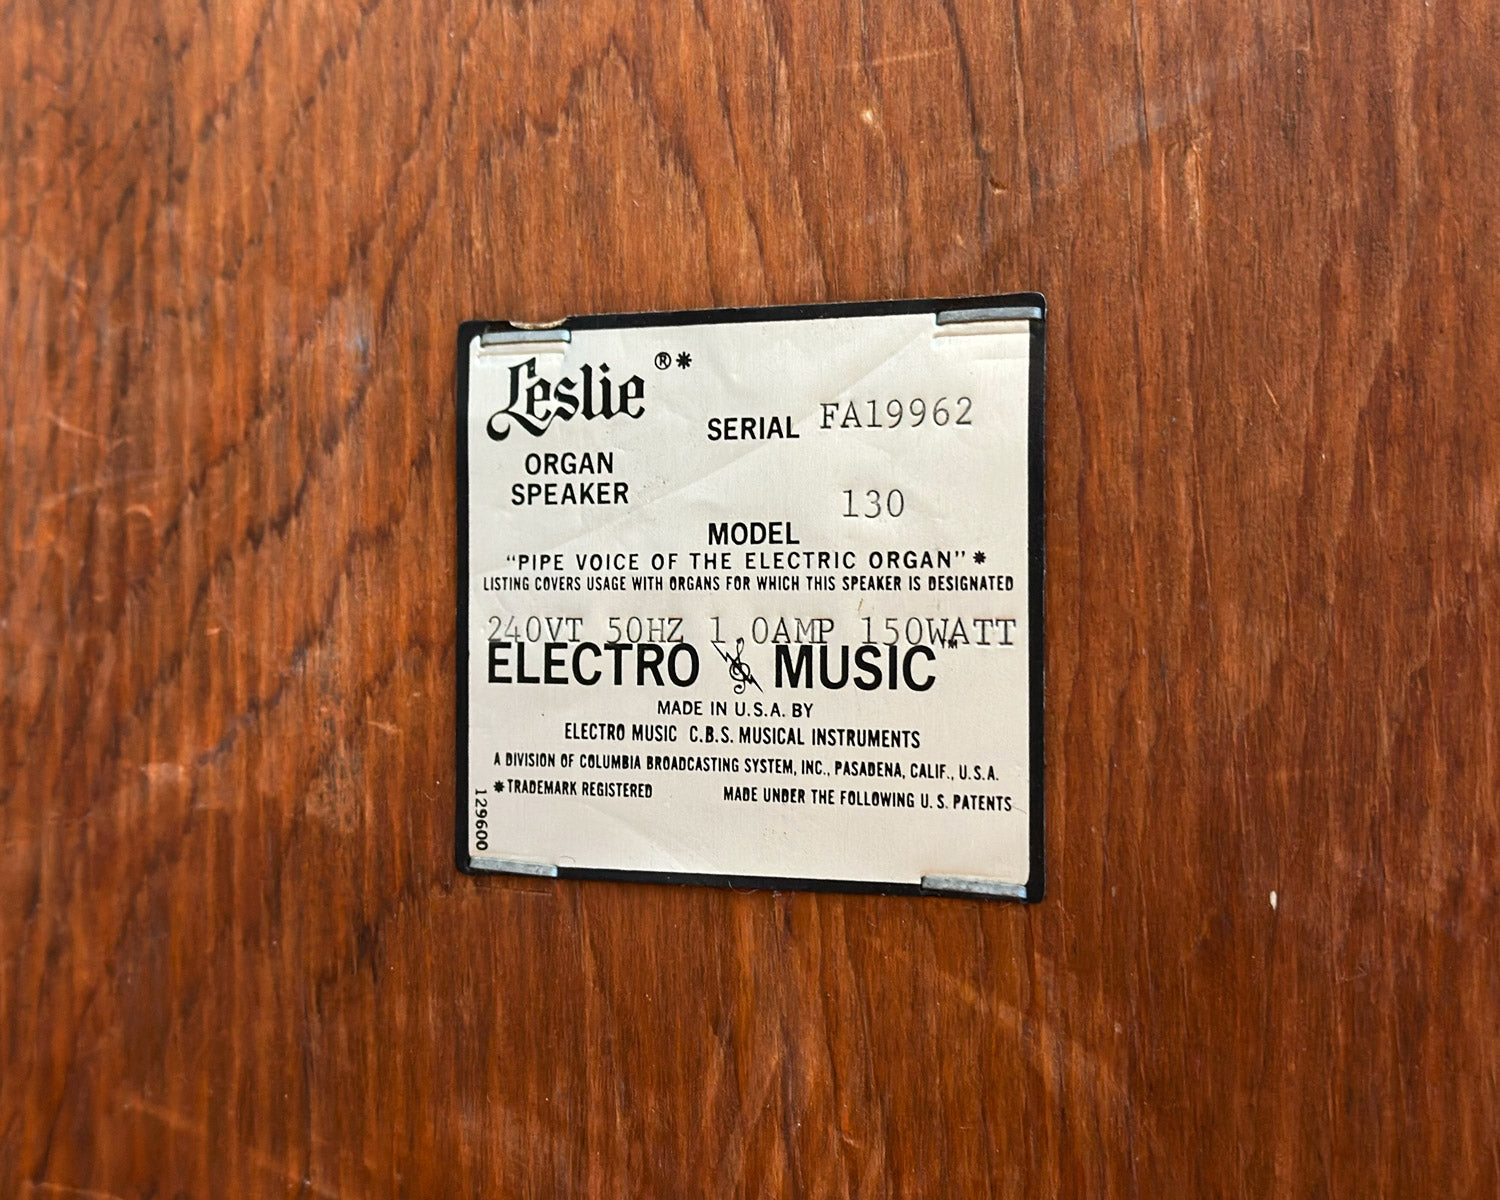 Leslie ®*
SERIAL FA19962
ORGAN
SPEAKER
MODEL 130
“PIPE VOICE OF THE ELECTRIC ORGAN” *
LISTING COVERS USAGE WITH ORGANS FOR WHICH THIS SPEAKER IS DESIGNATED
240VT 50HZ 1.0AMP 150WATT
ELECTRO MUSIC ™
MADE IN U.S.A. BY
ELECTRO MUSIC C.B.S. MUSICAL INSTRUMENTS
A DIVISION OF COLUMBIA BROADCASTING SYSTEM, INC., PASADENA, CALIF., U.S.A.
*TRADEMARK REGISTERED MADE UNDER THE FOLLOWING U.S. PATENTS
129600